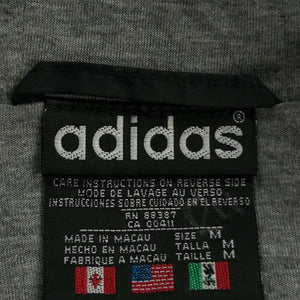 adidas®
CARE INSTRUCTIONS ON REVERSE SIDE
MODE DE LAVAGE AU VERSO
INSTRUCCIONES SOBRE CUIDADO EN EL REVERSO
RN 88387
CA 00411
MADE IN MACAU SIZE M
HECHO EN MACAU TALLA M
FABRIQUE A MACAU TAILLE M